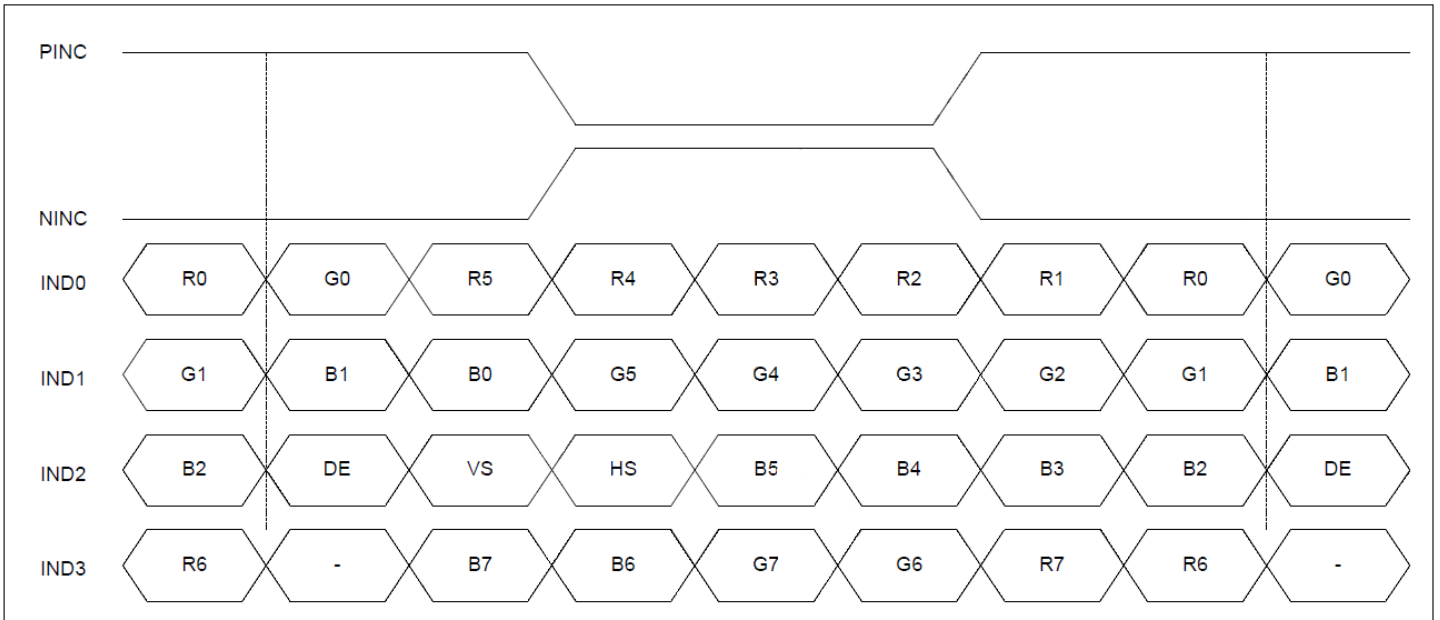 PINC
NINC
IND0 R0 G0 R5 R4 R3 R2 R1 R0 G0
IND1 G1 B1 B0 G5 G4 G3 G2 G1 B1
IND2 B2 DE VS HS B5 B4 B3 B2 DE
IND3 R6 - B7 B6 G7 G6 R7 R6 -